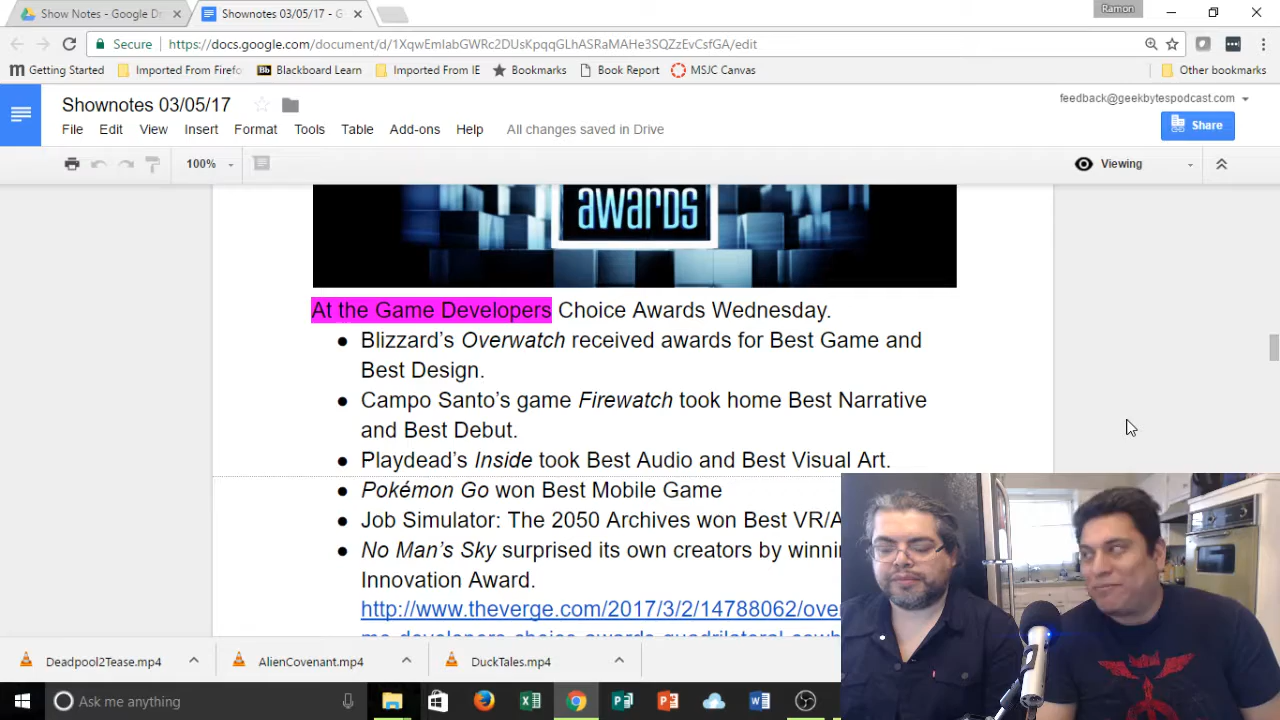 Show Notes - Google Dr
Shownotes 03/05/17 - G
Ramon
Secure
https://docs.google.com/document/d/1XqwEmIabGWRc2DUsKpqqGLhASRaMAHe3SQZzEvCsfGA/edit
Getting Started
Imported From Firefo
Blackboard Learn
Imported From IE
Bookmarks
Book Report
MSJC Canvas
Other bookmarks
Shownotes 03/05/17
feedback@geekbytespodcast.com
File Edit View Insert Format Tools Table Add-ons Help All changes saved in Drive
Share
100%
Viewing
awards
At the Game Developers Choice Awards Wednesday.
● Blizzard's Overwatch received awards for Best Game and
Best Design.
● Campo Santo's game Firewatch took home Best Narrative
and Best Debut.
● Playdead's Inside took Best Audio and Best Visual Art.
● Pokémon Go won Best Mobile Game
● Job Simulator: The 2050 Archives won Best VR/A
● No Man's Sky surprised its own creators by winni
Innovation Award.
http://www.theverge.com/2017/3/2/14788062/over
Deadpool2Tease.mp4
AlienCovenant.mp4
DuckTales.mp4
Ask me anything